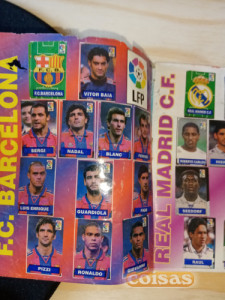 F.C. BARCELONA
F.C.BARCELONA
VITOR BAIA
LFP
SERGI
NADAL
BLANC
LUIS ENRIQUE
GUARDIOLA
PIZZI
RONALDO
REAL MADRID C.F.
ROBERTO CARLOS
SEEDORF
RAUL
coisas